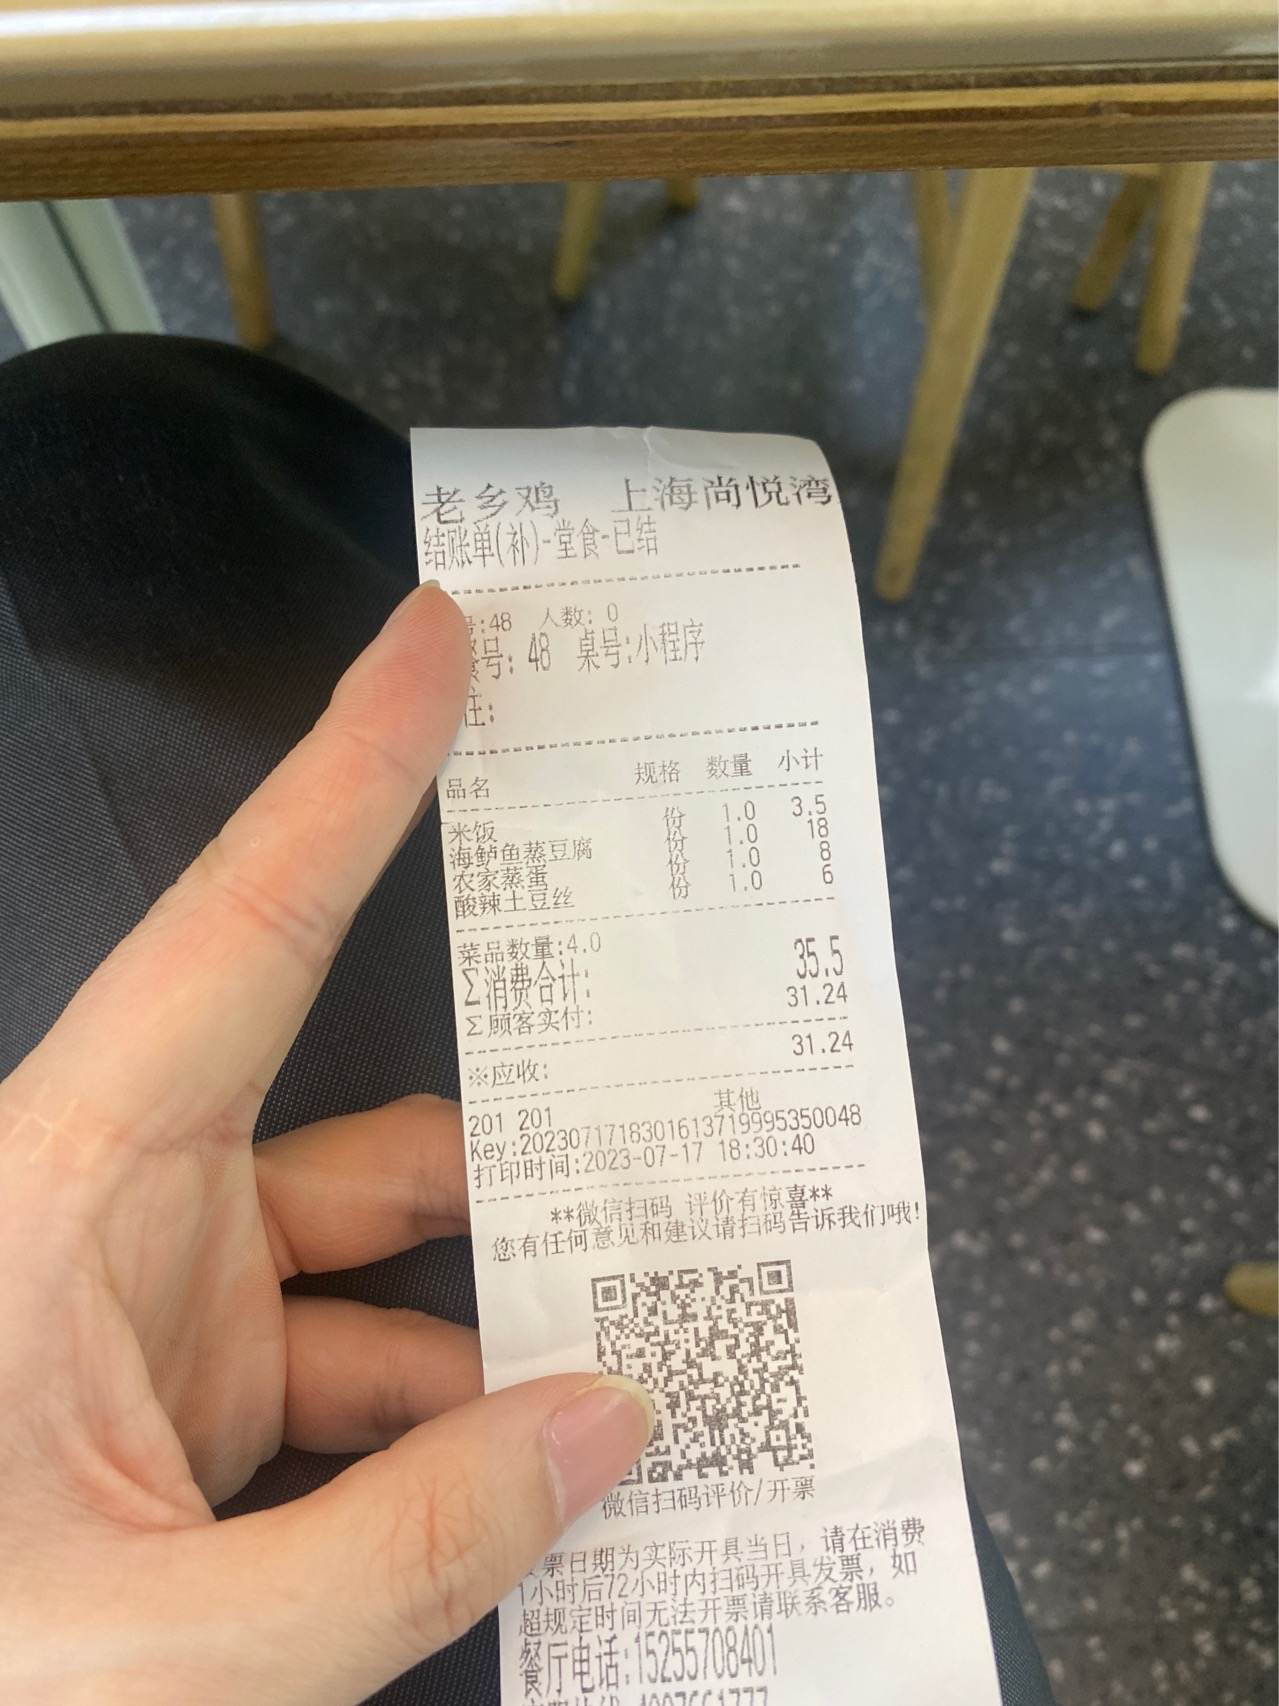 老乡鸡 上海尚悦湾
结账单(补)-堂食-已结
号:48 人数: 0
餐号: 48 桌号:小程序
注:
品名 规格 数量 小计
米饭 份 1.0 3.5
海鲈鱼蒸豆腐 份 1.0 18
农家蒸蛋 份 1.0 8
酸辣土豆丝 份 1.0 6
菜品数量:4.0
∑消费合计: 35.5
∑顾客实付: 31.24
※应收: 31.24
201 201 其他
Key:2023071718301613719995350048
打印时间:2023-07-17 18:30:40
**微信扫码 评价有惊喜**
您有任何意见和建议请扫码告诉我们哦!
微信扫码评价/开票
票日期为实际开具当日, 请在消费
1小时后72小时内扫码开具发票, 如
超规定时间无法开票请联系客服。
餐厅电话:15255708401